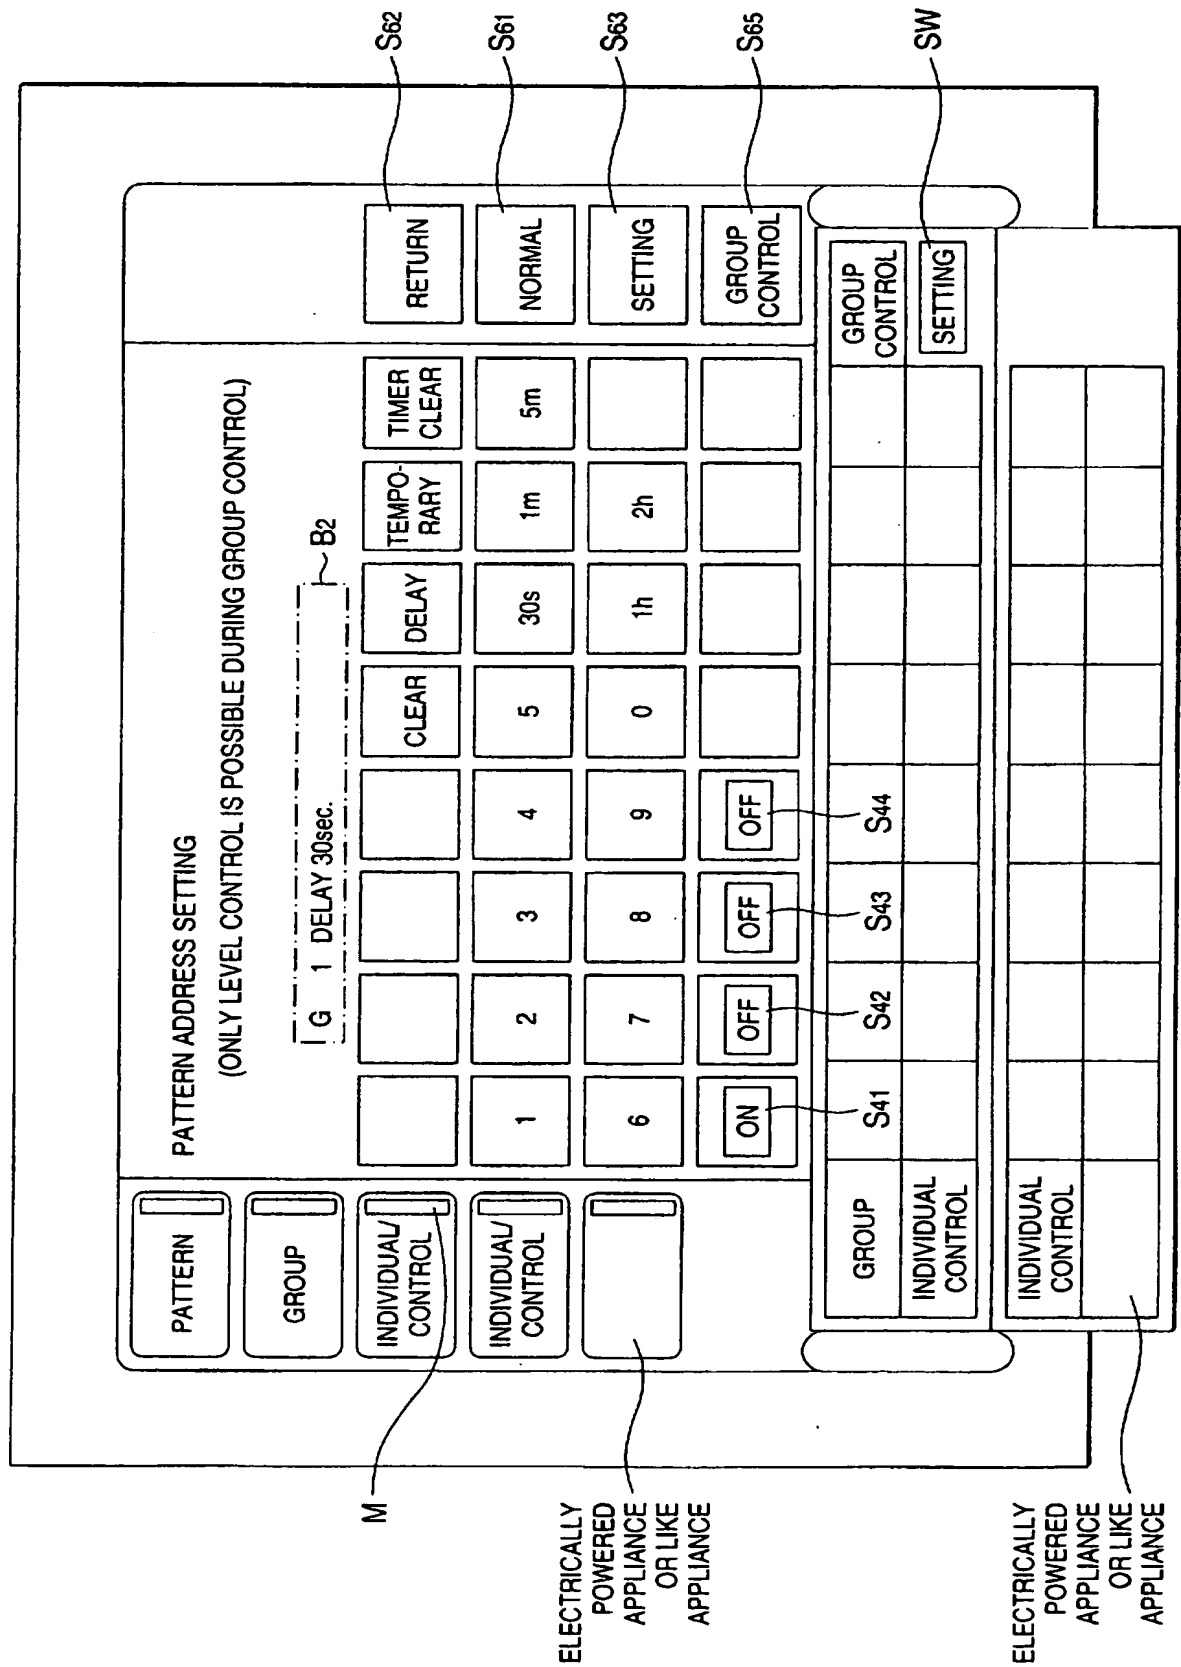 PATTERN ADDRESS SETTING
(ONLY LEVEL CONTROL IS POSSIBLE DURING GROUP CONTROL)
G 1 DELAY 30sec.
B2
PATTERN
GROUP
INDIVIDUAL/
CONTROL
INDIVIDUAL/
CONTROL
M
ELECTRICALLY
POWERED
APPLIANCE
OR LIKE
APPLIANCE
CLEAR
DELAY
TEMPO-
RARY
TIMER
CLEAR
RETURN
S62
1 2 3 4 5 30s 1m 5m
NORMAL
S61
6 7 8 9 0 1h 2h
SETTING
S63
ON OFF OFF OFF
GROUP
CONTROL
S65
S41 S42 S43 S44
GROUP
GROUP
CONTROL
INDIVIDUAL
CONTROL
SETTING
SW
INDIVIDUAL
CONTROL
ELECTRICALLY
POWERED
APPLIANCE
OR LIKE
APPLIANCE